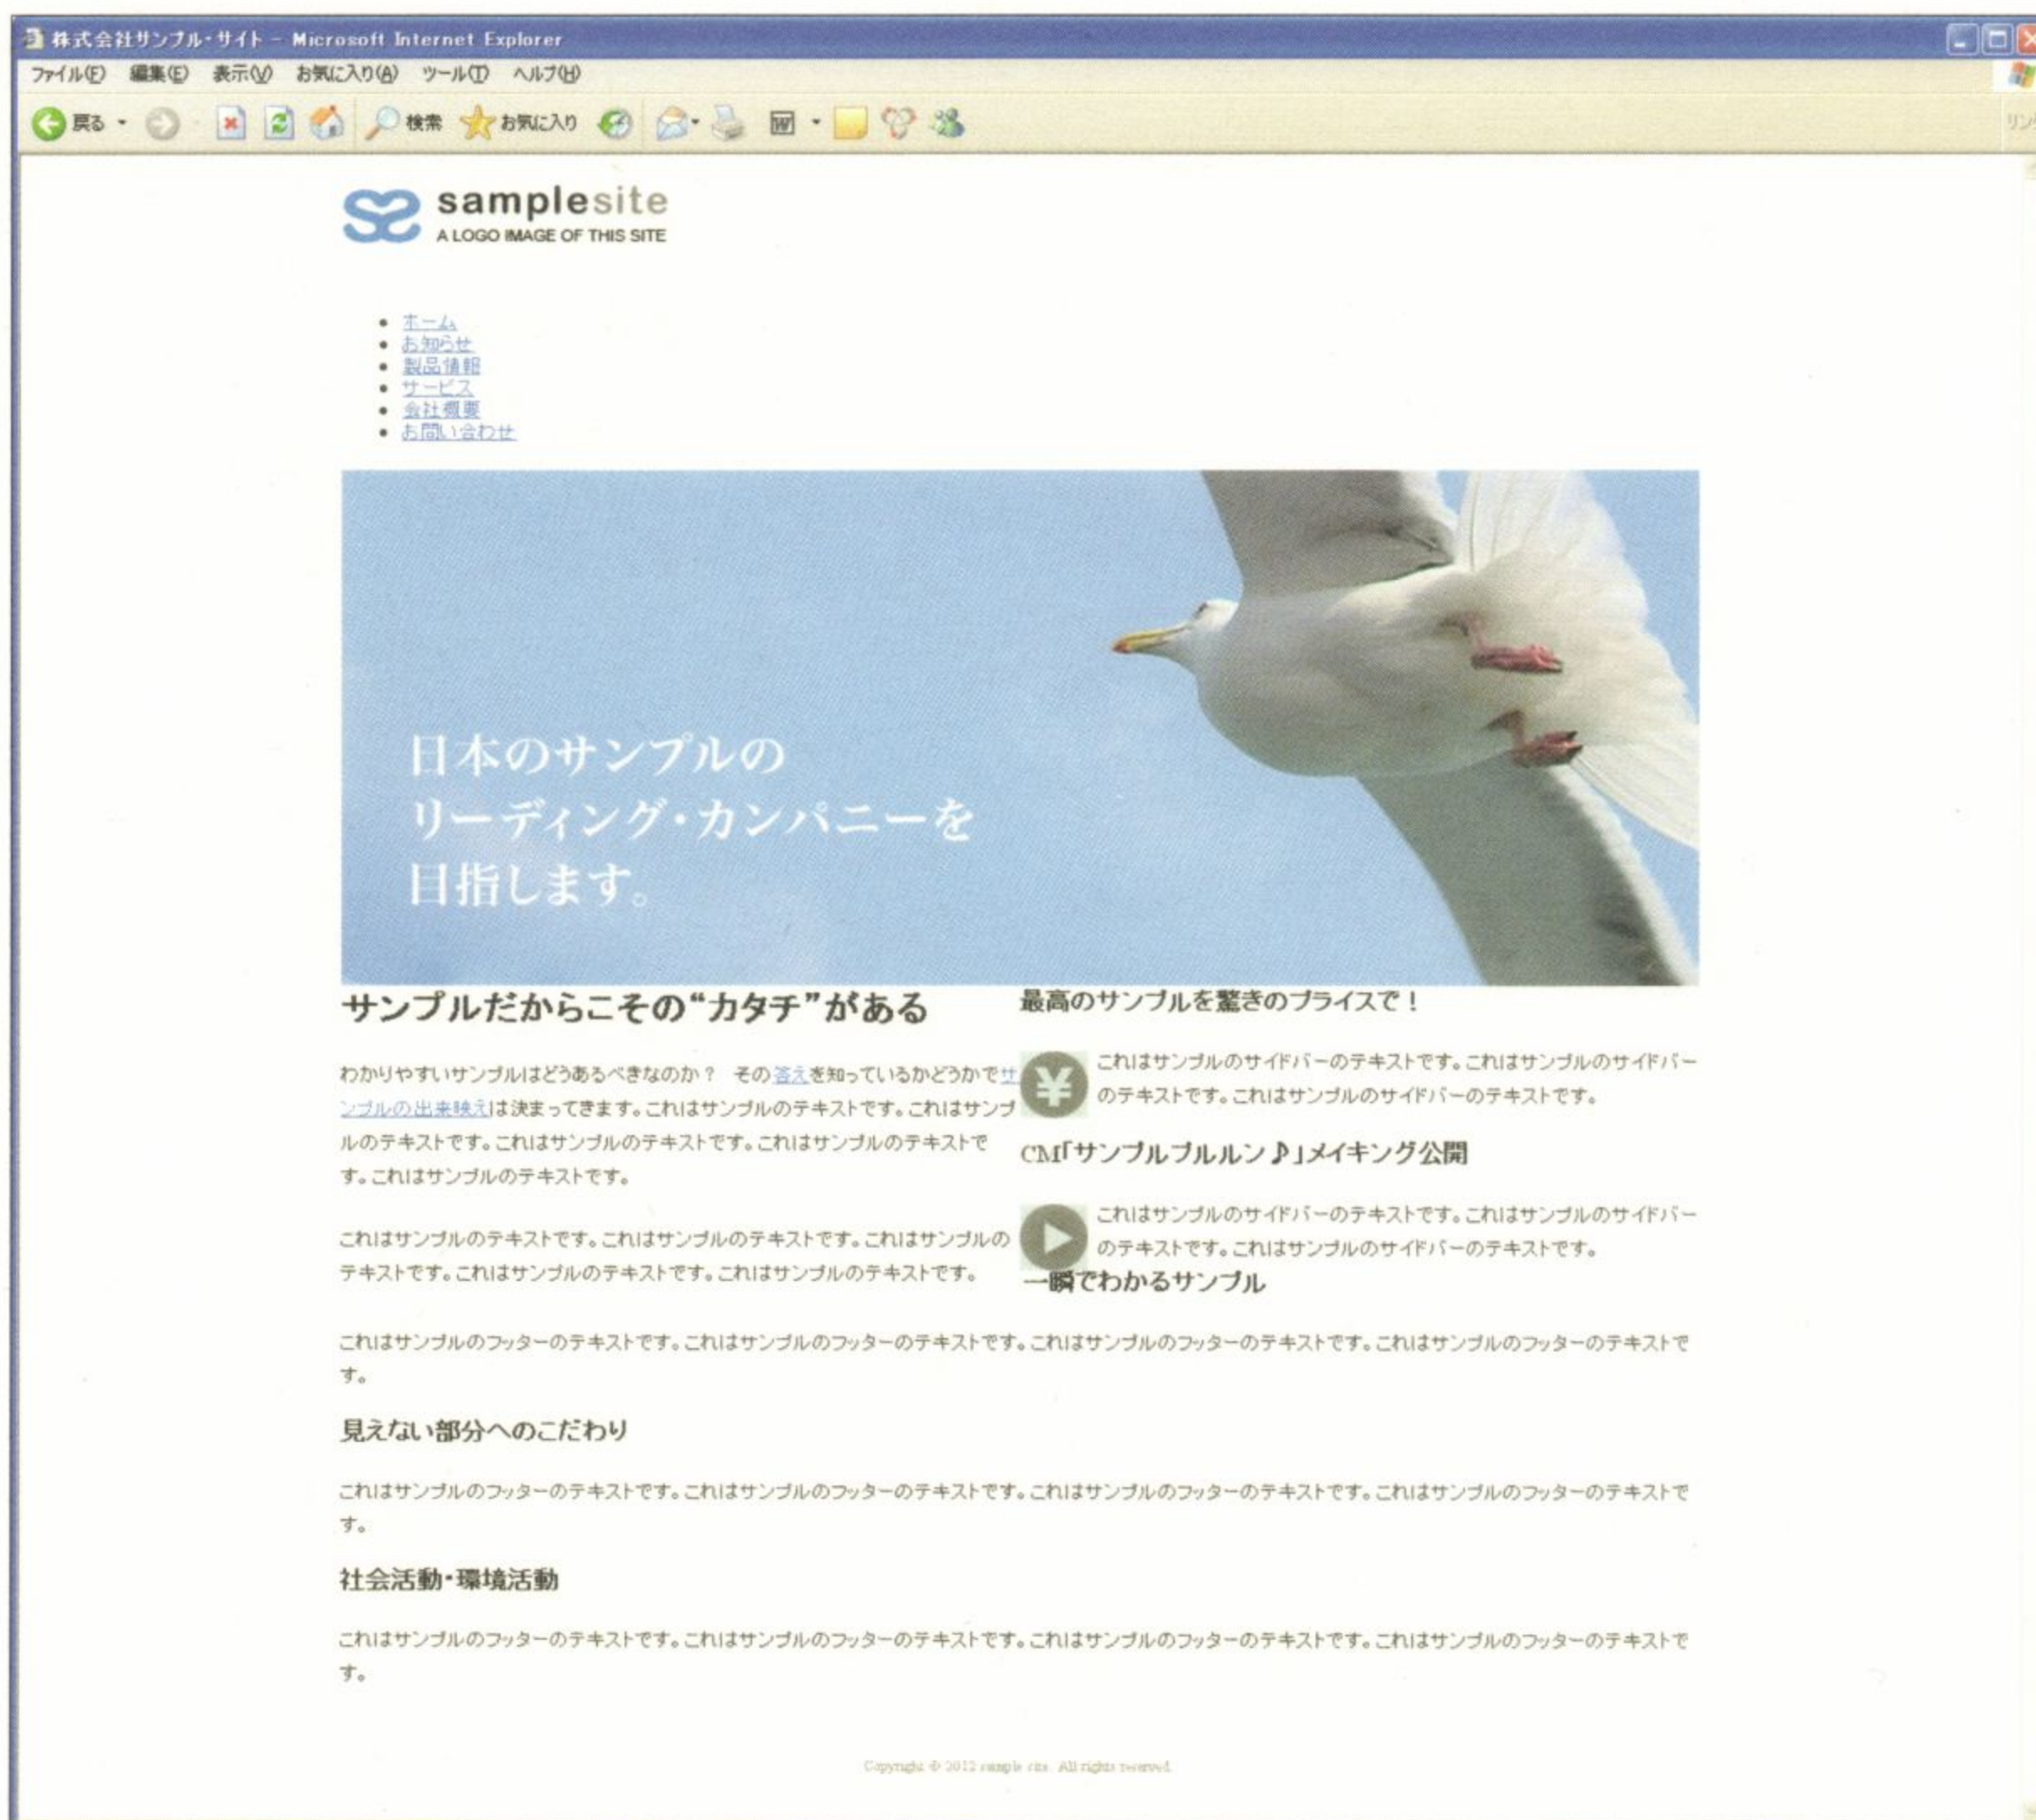 株式会社サンプル・サイト - Microsoft Internet Explorer
ファイル(F) 編集(E) 表示(V) お気に入り(A) ツール(T) ヘルプ(H)
戻る 検索 お気に入り
samplesite
A LOGO IMAGE OF THIS SITE
ホーム
お知らせ
製品情報
サービス
会社概要
お問い合わせ
日本のサンプルの
リーディング・カンパニーを
目指します。
サンプルだからこその“カタチ”がある
わかりやすいサンプルはどうあるべきなのか？　その答えを知っているかどうかでサ
ンプルの出来映えは決まってきます。これはサンプルのテキストです。これはサンプ
ルのテキストです。これはサンプルのテキストです。これはサンプルのテキストで
す。これはサンプルのテキストです。
これはサンプルのテキストです。これはサンプルのテキストです。これはサンプルの
テキストです。これはサンプルのテキストです。これはサンプルのテキストです。
最高のサンプルを驚きのプライスで！
¥
これはサンプルのサイドバーのテキストです。これはサンプルのサイドバー
のテキストです。これはサンプルのサイドバーのテキストです。
CM「サンプルプルルン♪」メイキング公開
これはサンプルのサイドバーのテキストです。これはサンプルのサイドバー
のテキストです。これはサンプルのサイドバーのテキストです。
一瞬でわかるサンプル
これはサンプルのフッターのテキストです。これはサンプルのフッターのテキストです。これはサンプルのフッターのテキストです。これはサンプルのフッターのテキストで
す。
見えない部分へのこだわり
これはサンプルのフッターのテキストです。これはサンプルのフッターのテキストです。これはサンプルのフッターのテキストです。これはサンプルのフッターのテキストで
す。
社会活動・環境活動
これはサンプルのフッターのテキストです。これはサンプルのフッターのテキストです。これはサンプルのフッターのテキストです。これはサンプルのフッターのテキストで
す。
Copyright © 2012 sample site. All rights reserved.